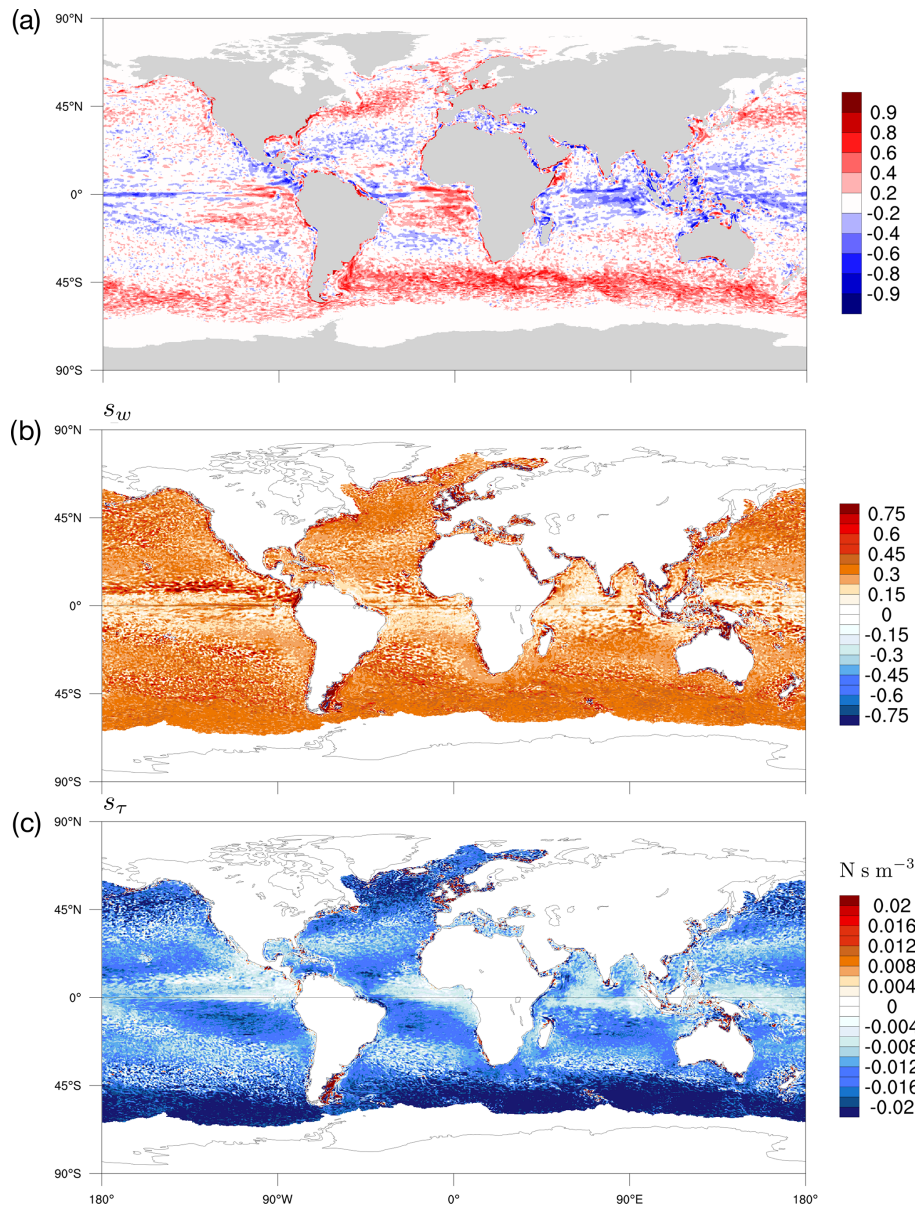 (a)
90°N
45°N
0°
45°S
90°S
0.9
0.8
0.6
0.4
0.2
-0.2
-0.4
-0.6
-0.8
-0.9
s_w
(b)
90°N
45°N
0°
45°S
90°S
0.75
0.6
0.45
0.3
0.15
0
-0.15
-0.3
-0.45
-0.6
-0.75
s_τ
(c)
90°N
45°N
0°
45°S
90°S
180°
90°W
0°
90°E
180°
N s m⁻³
0.02
0.016
0.012
0.008
0.004
0
-0.004
-0.008
-0.012
-0.016
-0.02